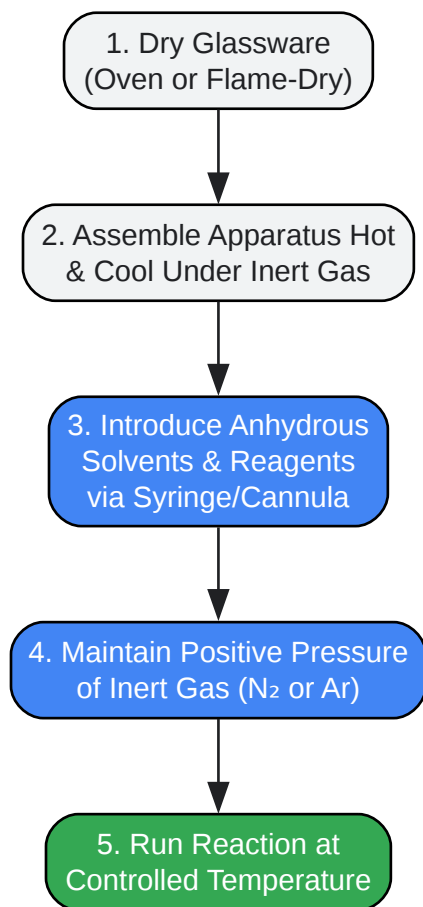 1. Dry Glassware
(Oven or Flame-Dry)
2. Assemble Apparatus Hot
& Cool Under Inert Gas
3. Introduce Anhydrous
Solvents & Reagents
via Syringe/Cannula
4. Maintain Positive Pressure
of Inert Gas (N₂ or Ar)
5. Run Reaction at
Controlled Temperature